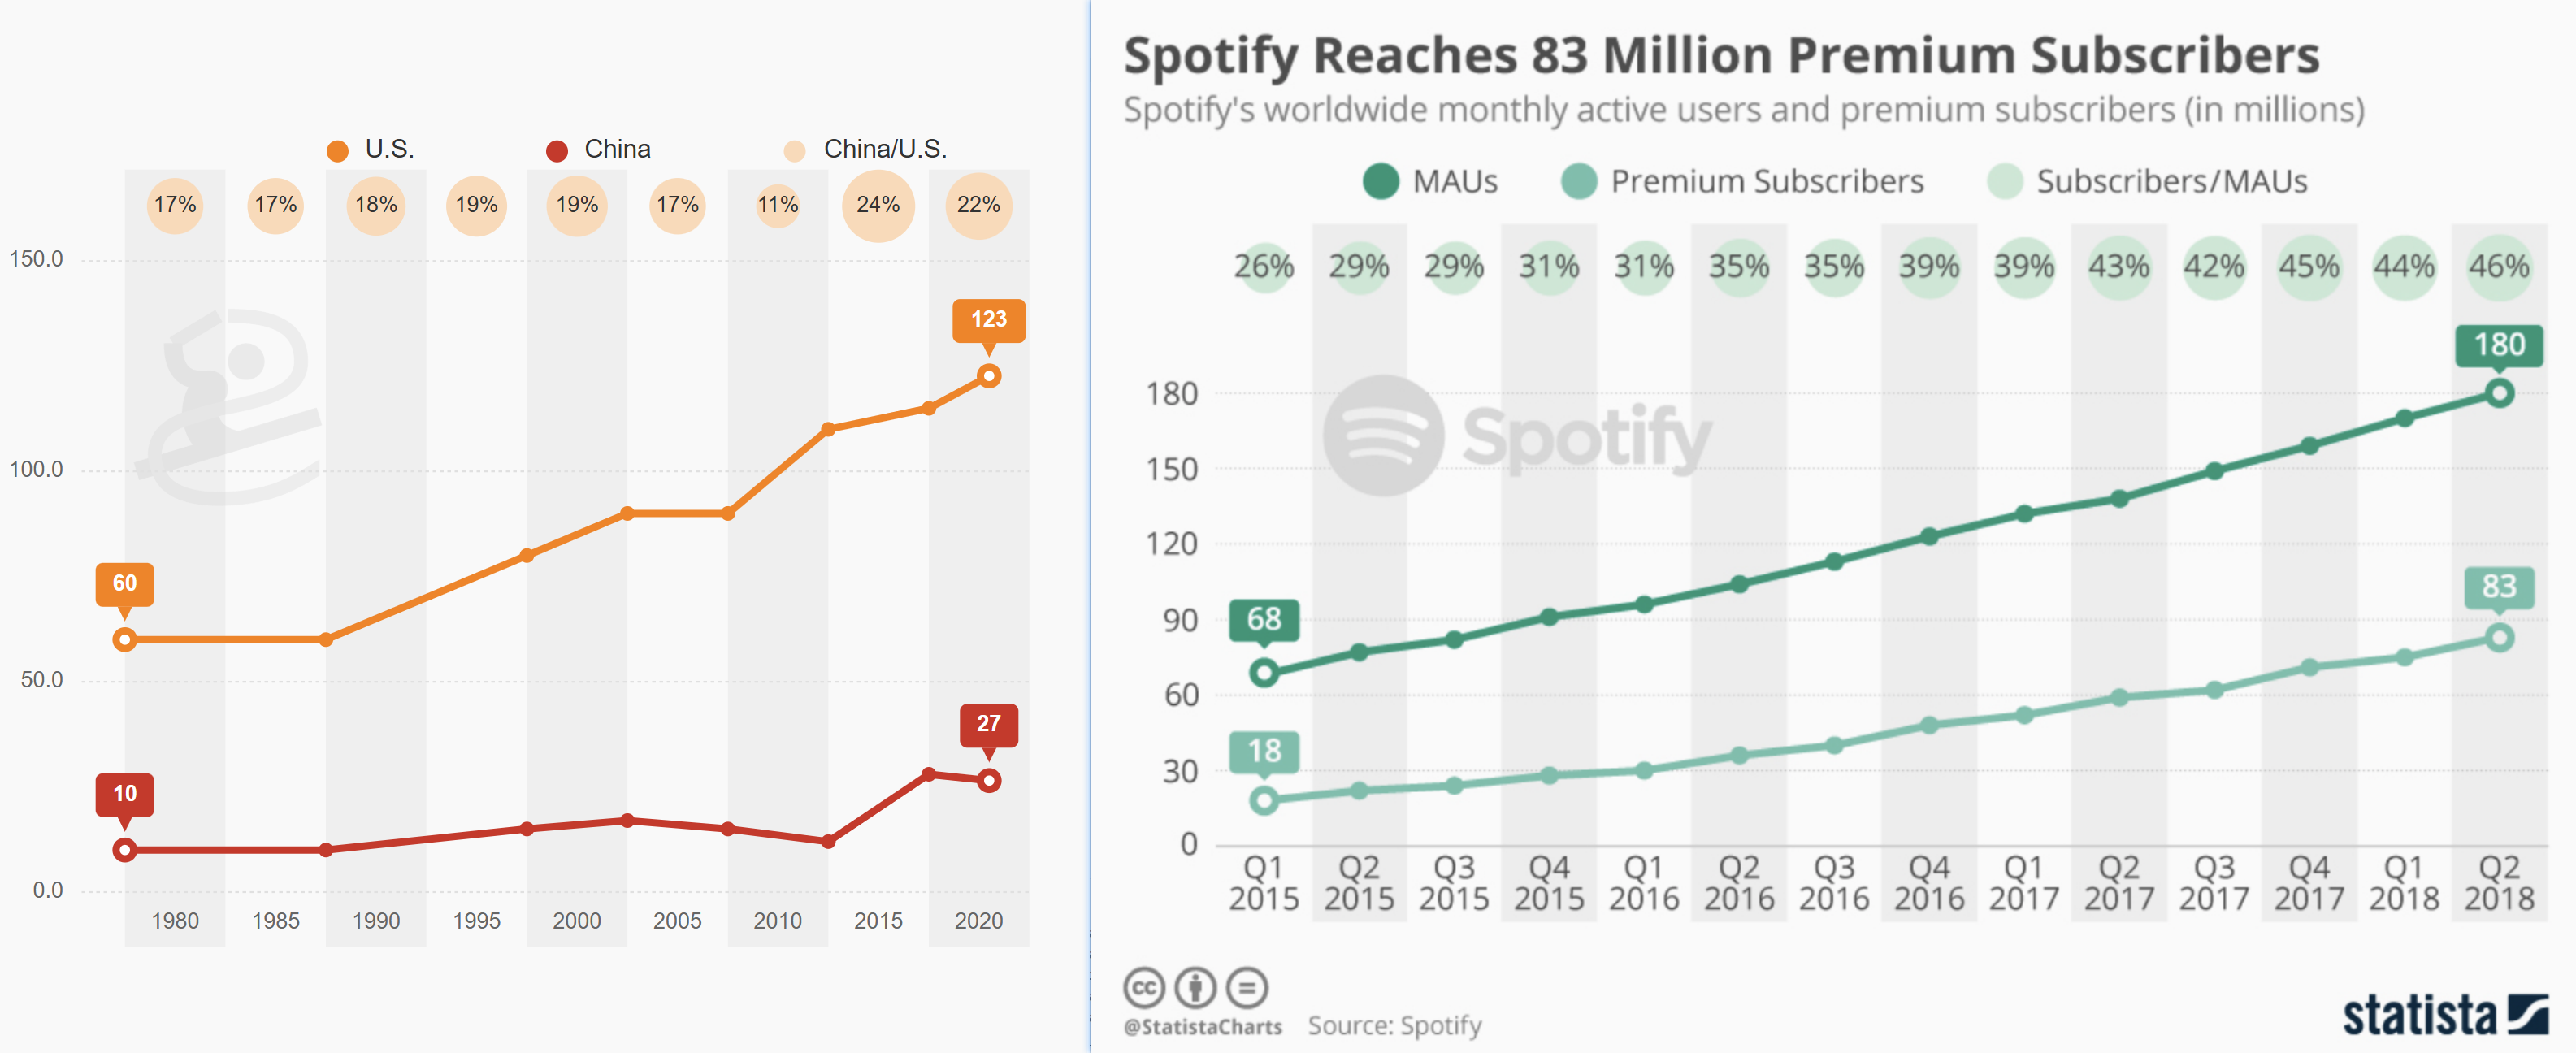 U.S. China China/U.S.
17% 17% 18% 19% 19% 17% 11% 24% 22%
150.0
123
100.0
60
50.0
27
10
0.0
1980 1985 1990 1995 2000 2005 2010 2015 2020
Spotify Reaches 83 Million Premium Subscribers
Spotify's worldwide monthly active users and premium subscribers (in millions)
MAUs Premium Subscribers Subscribers/MAUs
26% 29% 29% 31% 31% 35% 35% 39% 39% 43% 42% 45% 44% 46%
180
180
Spotify
150
120
83
90
68
60
18
30
0
Q1 Q2 Q3 Q4 Q1 Q2 Q3 Q4 Q1 Q2 Q3 Q4 Q1 Q2
2015 2015 2015 2015 2016 2016 2016 2016 2017 2017 2017 2017 2018 2018
cc
@StatistaCharts Source: Spotify
statista